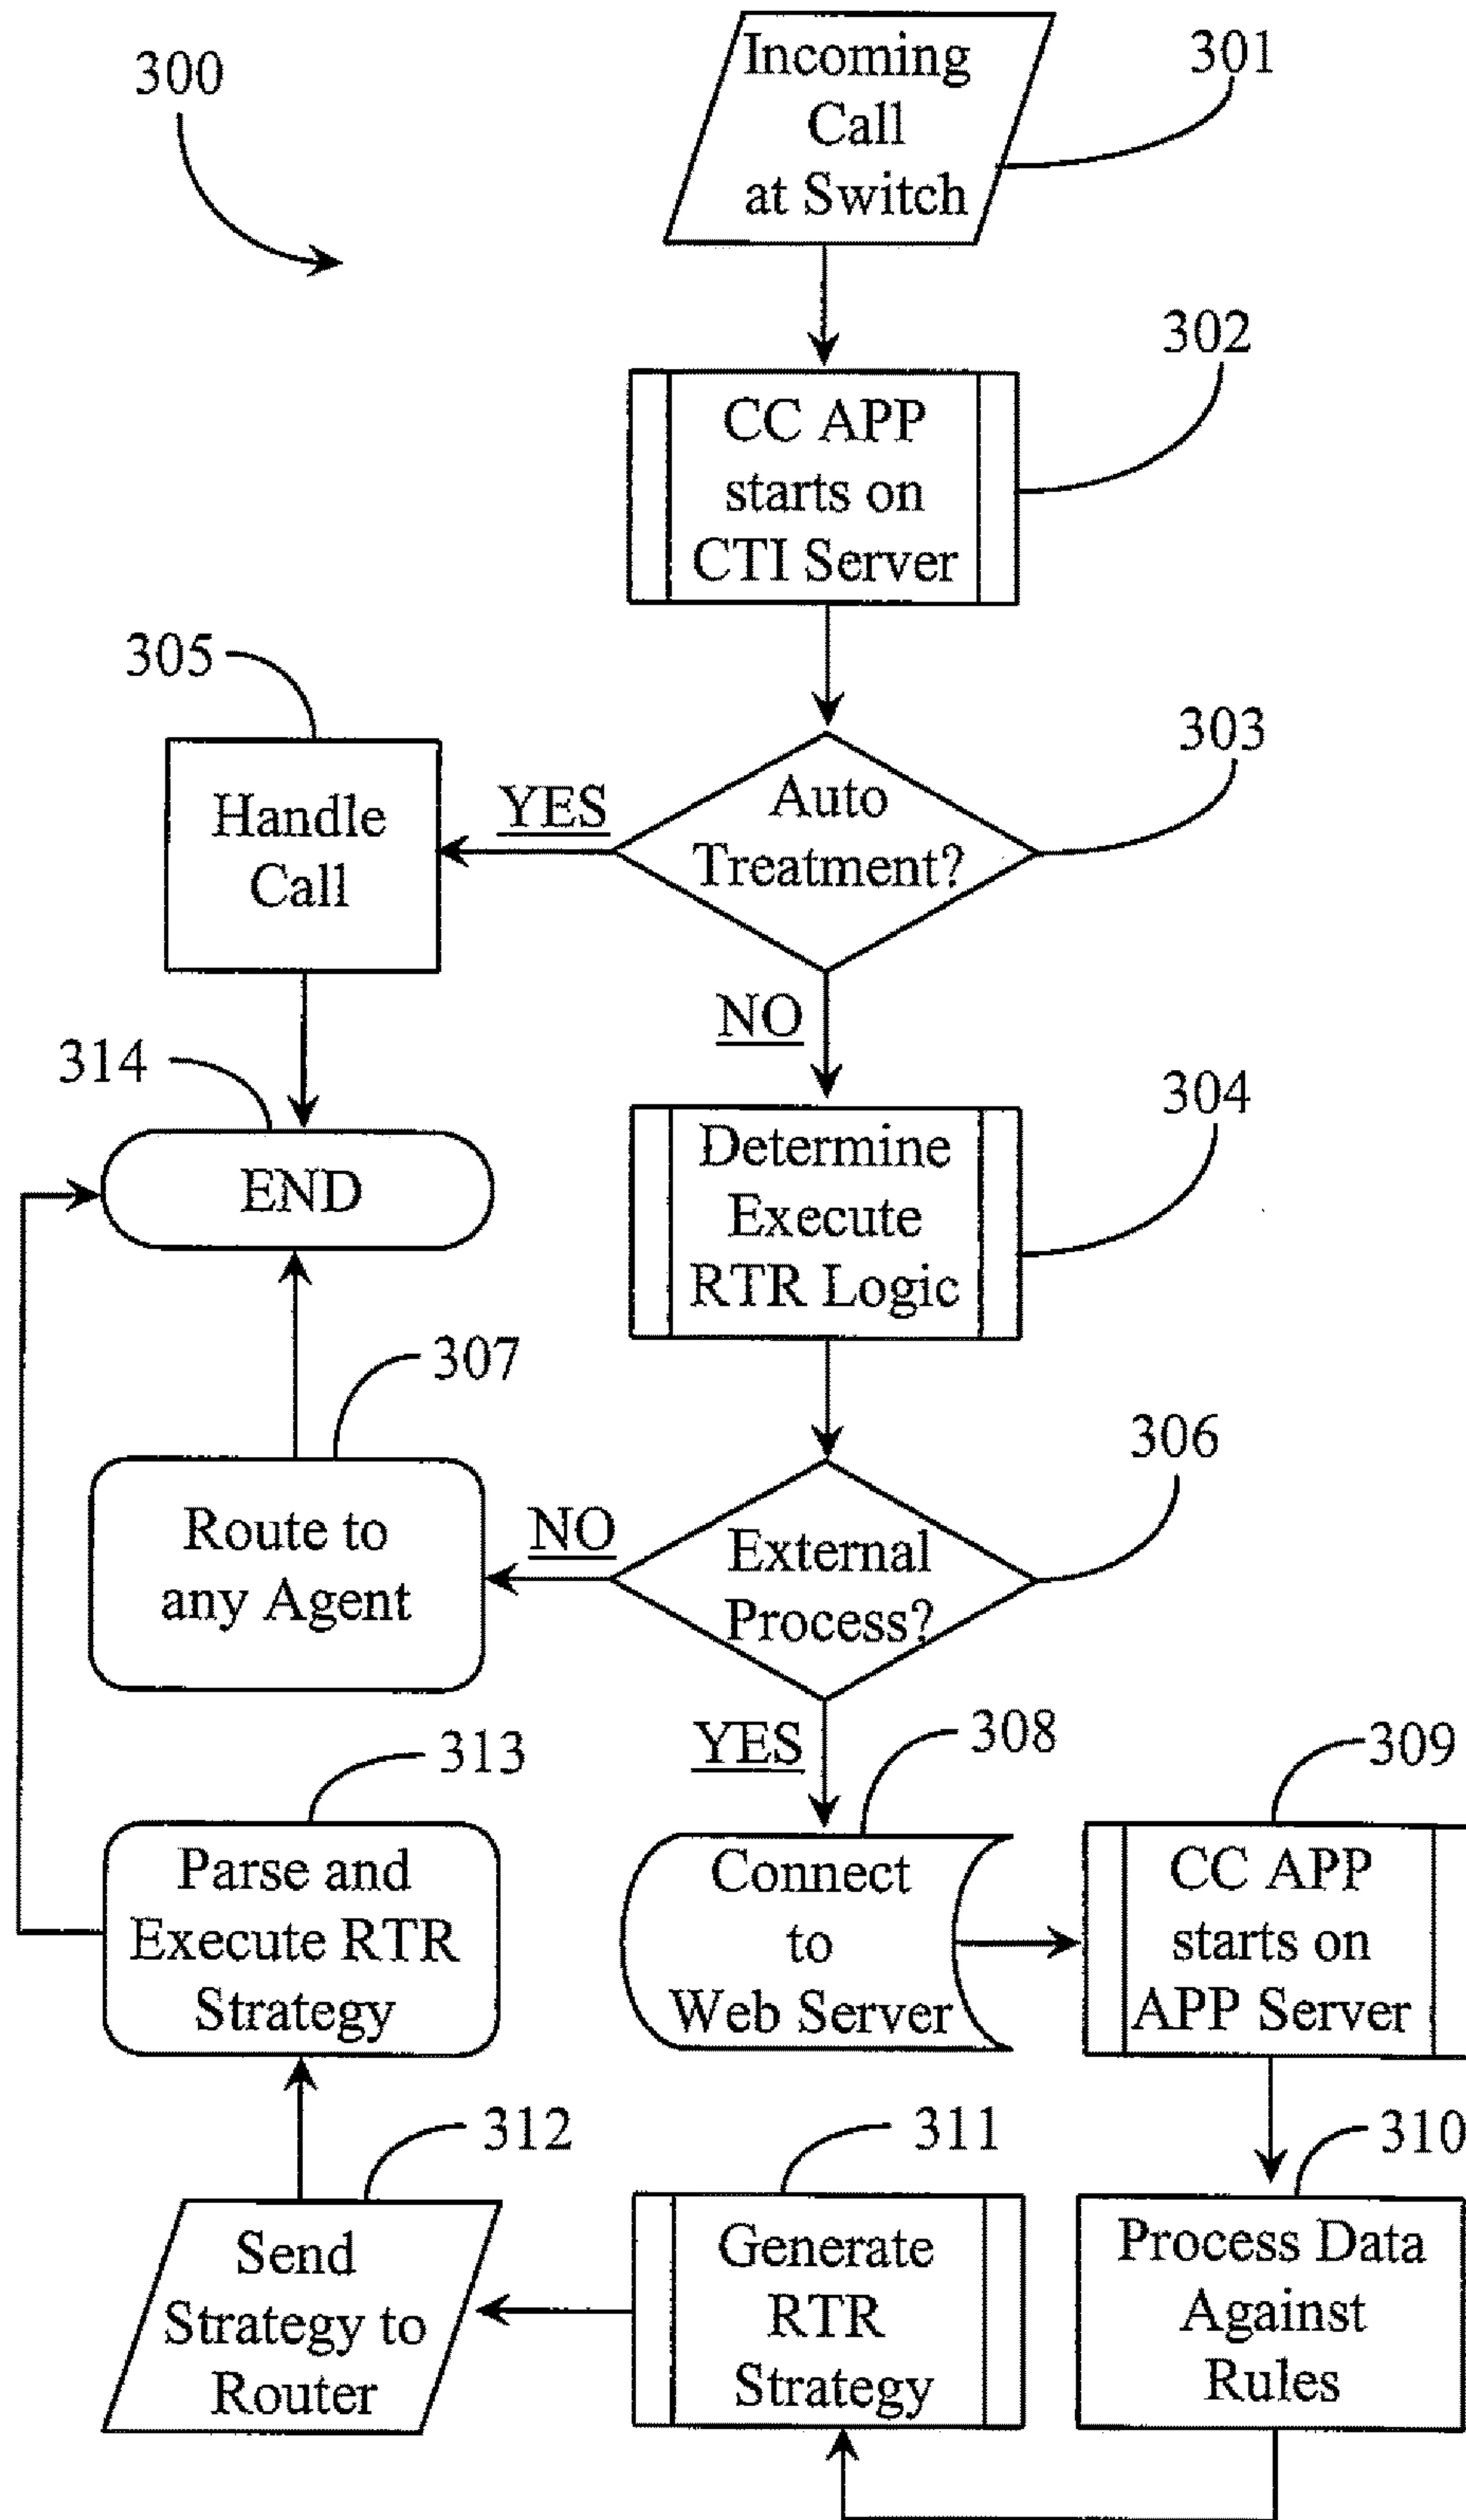 300
Incoming
Call
at Switch
301
CC APP
starts on
CTI Server
302
305
Handle
Call
YES
Auto
Treatment?
303
NO
314
END
Determine
Execute
RTR Logic
304
307
Route to
any Agent
NO
External
Process?
306
YES
313
Parse and
Execute RTR
Strategy
308
Connect
to
Web Server
309
CC APP
starts on
APP Server
312
Send
Strategy to
Router
311
Generate
RTR
Strategy
310
Process Data
Against
Rules